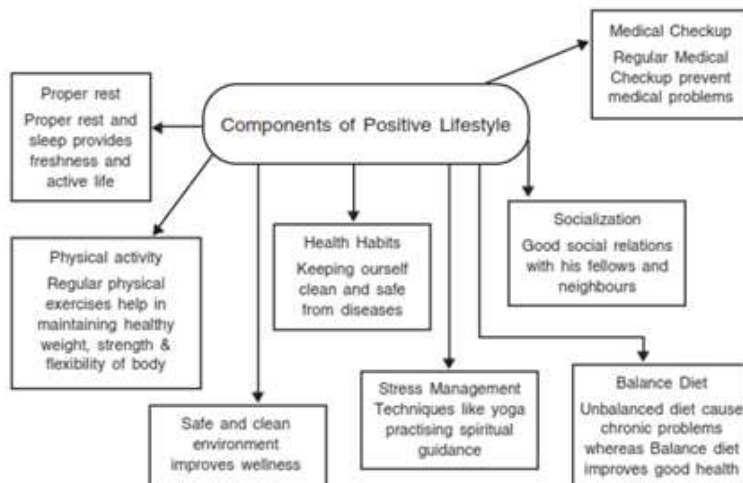 Components of Positive Lifestyle
Medical Checkup
Regular Medical
Checkup prevent
medical problems
Proper rest
Proper rest and
sleep provides
freshness and
active life
Physical activity
Regular physical
exercises help in
maintaining healthy
weight, strength &
flexibility of body
Health Habits
Keeping ourself
clean and safe
from diseases
Socialization
Good social relations
with his fellows and
neighbours
Safe and clean
environment
improves wellness
Stress Management
Techniques like yoga
practising spiritual
guidance
Balance Diet
Unbalanced diet cause
chronic problems
whereas Balance diet
improves good health